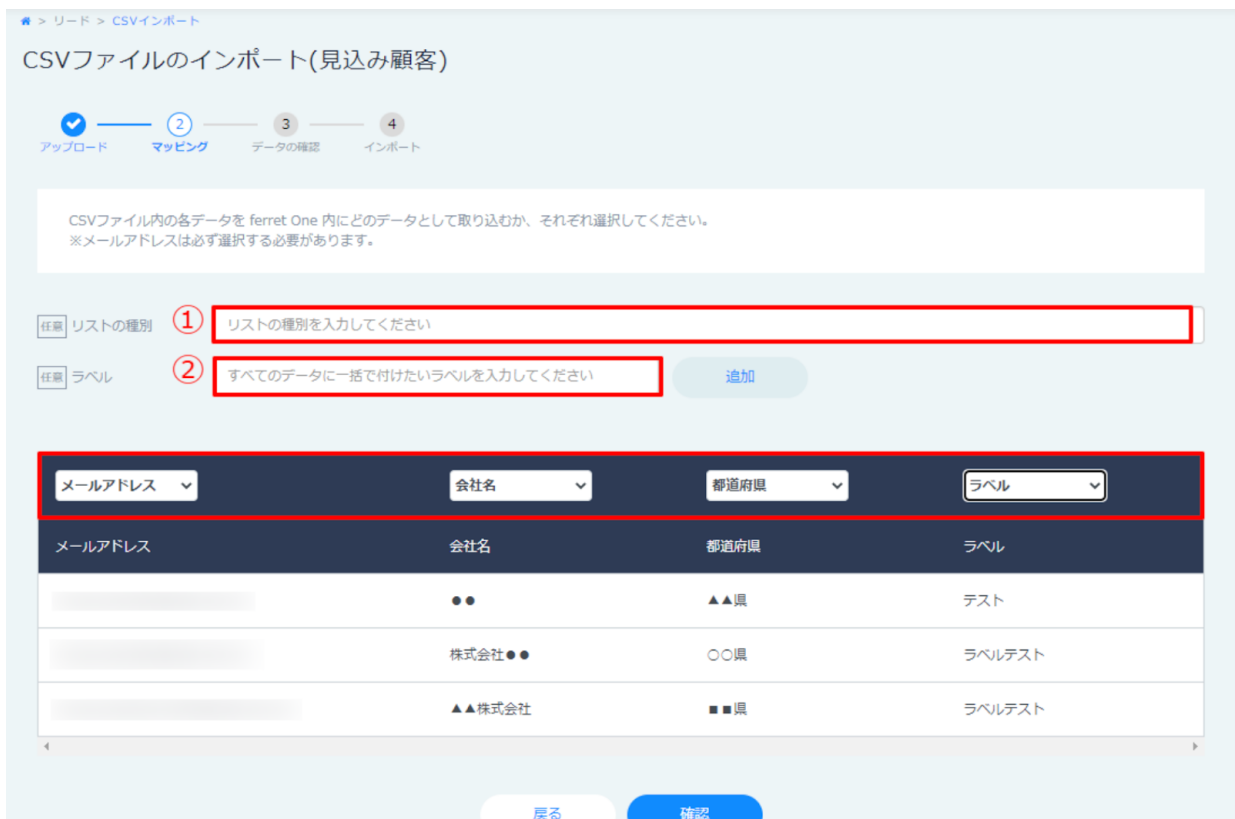 > リード > CSVインポート
CSVファイルのインポート(見込み顧客)
2 3 4
アップロード マッピング データの確認 インポート
CSVファイル内の各データを ferret One 内にどのデータとして取り込むか、それぞれ選択してください。
※メールアドレスは必ず選択する必要があります。
任意 リストの種別 ① リストの種別を入力してください
任意 ラベル ② すべてのデータに一括で付けたいラベルを入力してください 追加
メールアドレス 会社名 都道府県 ラベル
メールアドレス 会社名 都道府県 ラベル
●● ▲▲県 テスト
株式会社●● ○○県 ラベルテスト
▲▲株式会社 ■■県 ラベルテスト
戻る 確認